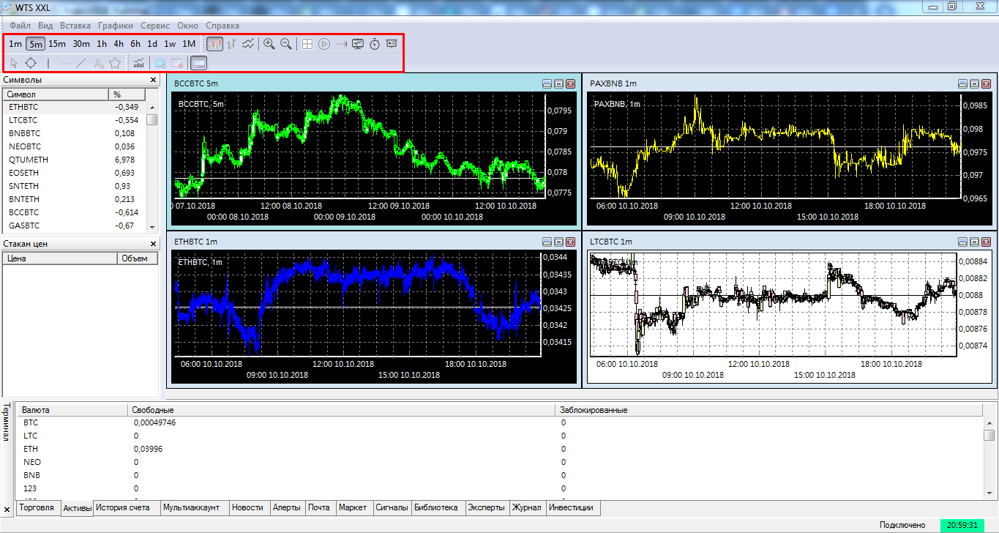 WTS XXL
Файл Вид Вставка Графики Сервис Окно Справка
1m 5m 15m 30m 1h 4h 6h 1d 1w 1M
Символы
Символ %
ETHBTC -0,349
LTCBTC -0,554
BNBBTC 0,108
NEOBTC 0,036
QTUMETH 6,978
EOSETH 0,693
SNTETH 0,93
BNTETH 0,213
BCCBTC -0,614
GASBTC -0,67
Стакан цен
Цена Объем
BCCBTC 5m
BCCBTC, 5m
0,0795
0,079
0,0785
0,078
0,0775
07.10.2018 12:00 08.10.2018 12:00 09.10.2018 12:00 10.10.2018
00:00 08.10.2018 00:00 09.10.2018 00:00 10.10.2018
PAXBNB 1m
PAXBNB, 1m
0,0985
0,098
0,0975
0,097
0,0965
06:00 10.10.2018 12:00 10.10.2018 18:00 10.10.2018
09:00 10.10.2018 15:00 10.10.2018
ETHBTC 1m
ETHBTC, 1m
0,0344
0,03435
0,0343
0,03425
0,0342
0,03415
06:00 10.10.2018 12:00 10.10.2018 18:00 10.10.2018
09:00 10.10.2018 15:00 10.10.2018
LTCBTC 1m
0,00884
0,00882
0,0088
0,00878
0,00876
0,00874
06:00 10.10.2018 12:00 10.10.2018 18:00 10.10.2018
09:00 10.10.2018 15:00 10.10.2018
Терминал
Валюта Свободные Заблокированные
BTC 0,00049746 0
LTC 0 0
ETH 0,03996 0
NEO 0 0
BNB 0 0
123 0 0
Торговля Активы История счета Мультиаккаунт Новости Алерты Почта Маркет Сигналы Библиотека Эксперты Журнал Инвестиции
Подключено 20:59:31